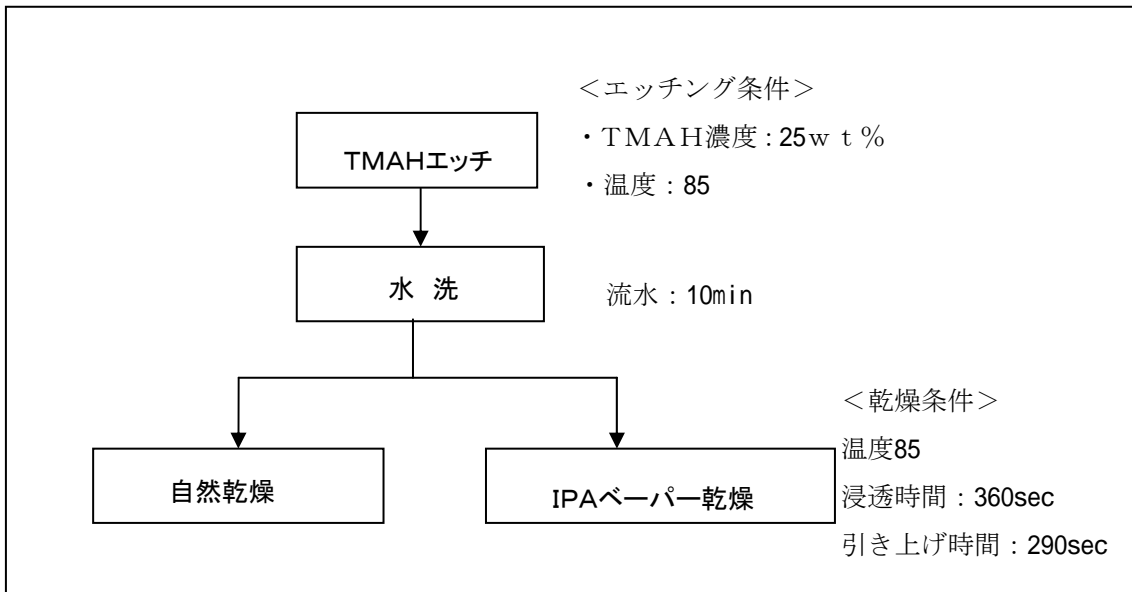 ＜エッチング条件＞
TMAHエッチ
・ＴＭＡＨ濃度：25ｗｔ％
・温度：85
水 洗
流水：10min
＜乾燥条件＞
自然乾燥
IPAベーパー乾燥
温度85
浸透時間：360sec
引き上げ時間：290sec